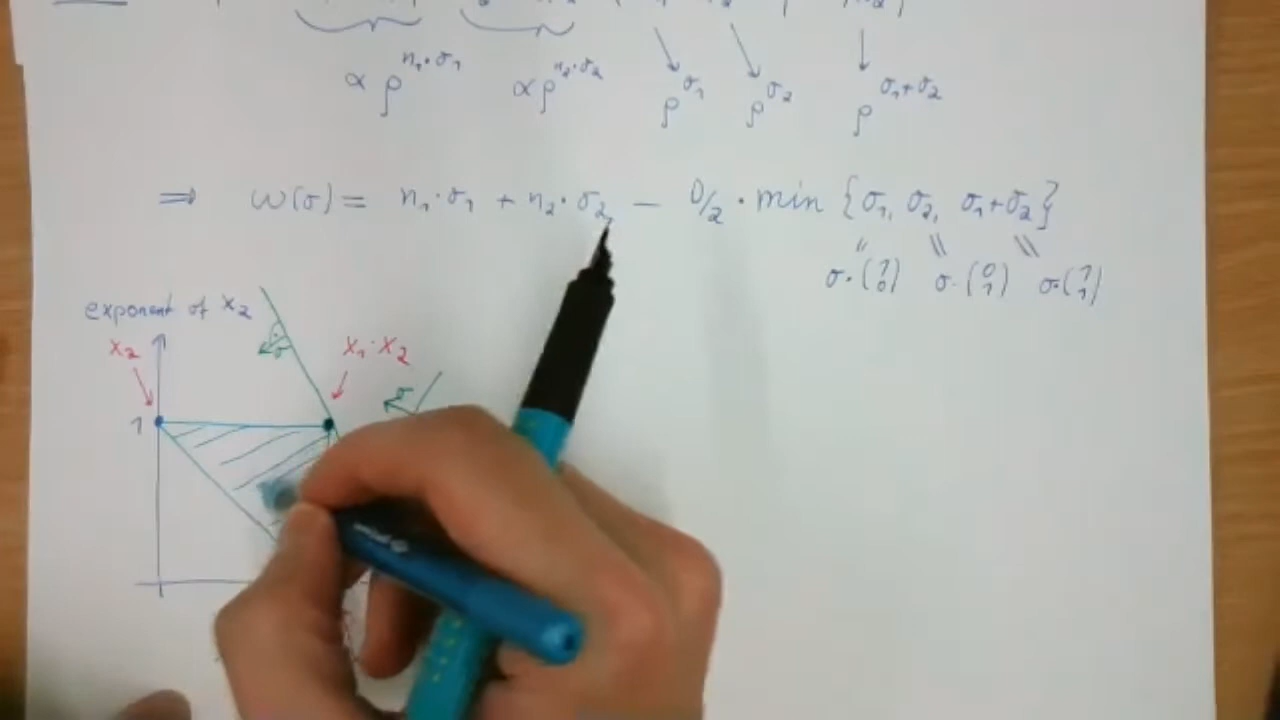 ∝ ρ^{n₁·σ₁} ∝ ρ^{n₂·σ₂} ρ^{σ₁} ρ^{σ₂} ρ^{σ₁+σ₂}
⇒ ω(σ) = n₁·σ₁ + n₂·σ₂ − D/2 · min {σ₁, σ₂, σ₁+σ₂}
σ·(1 0) σ·(0 1) σ·(1 1)
exponent of x₂
x₂ x₁·x₂
σ σ
1